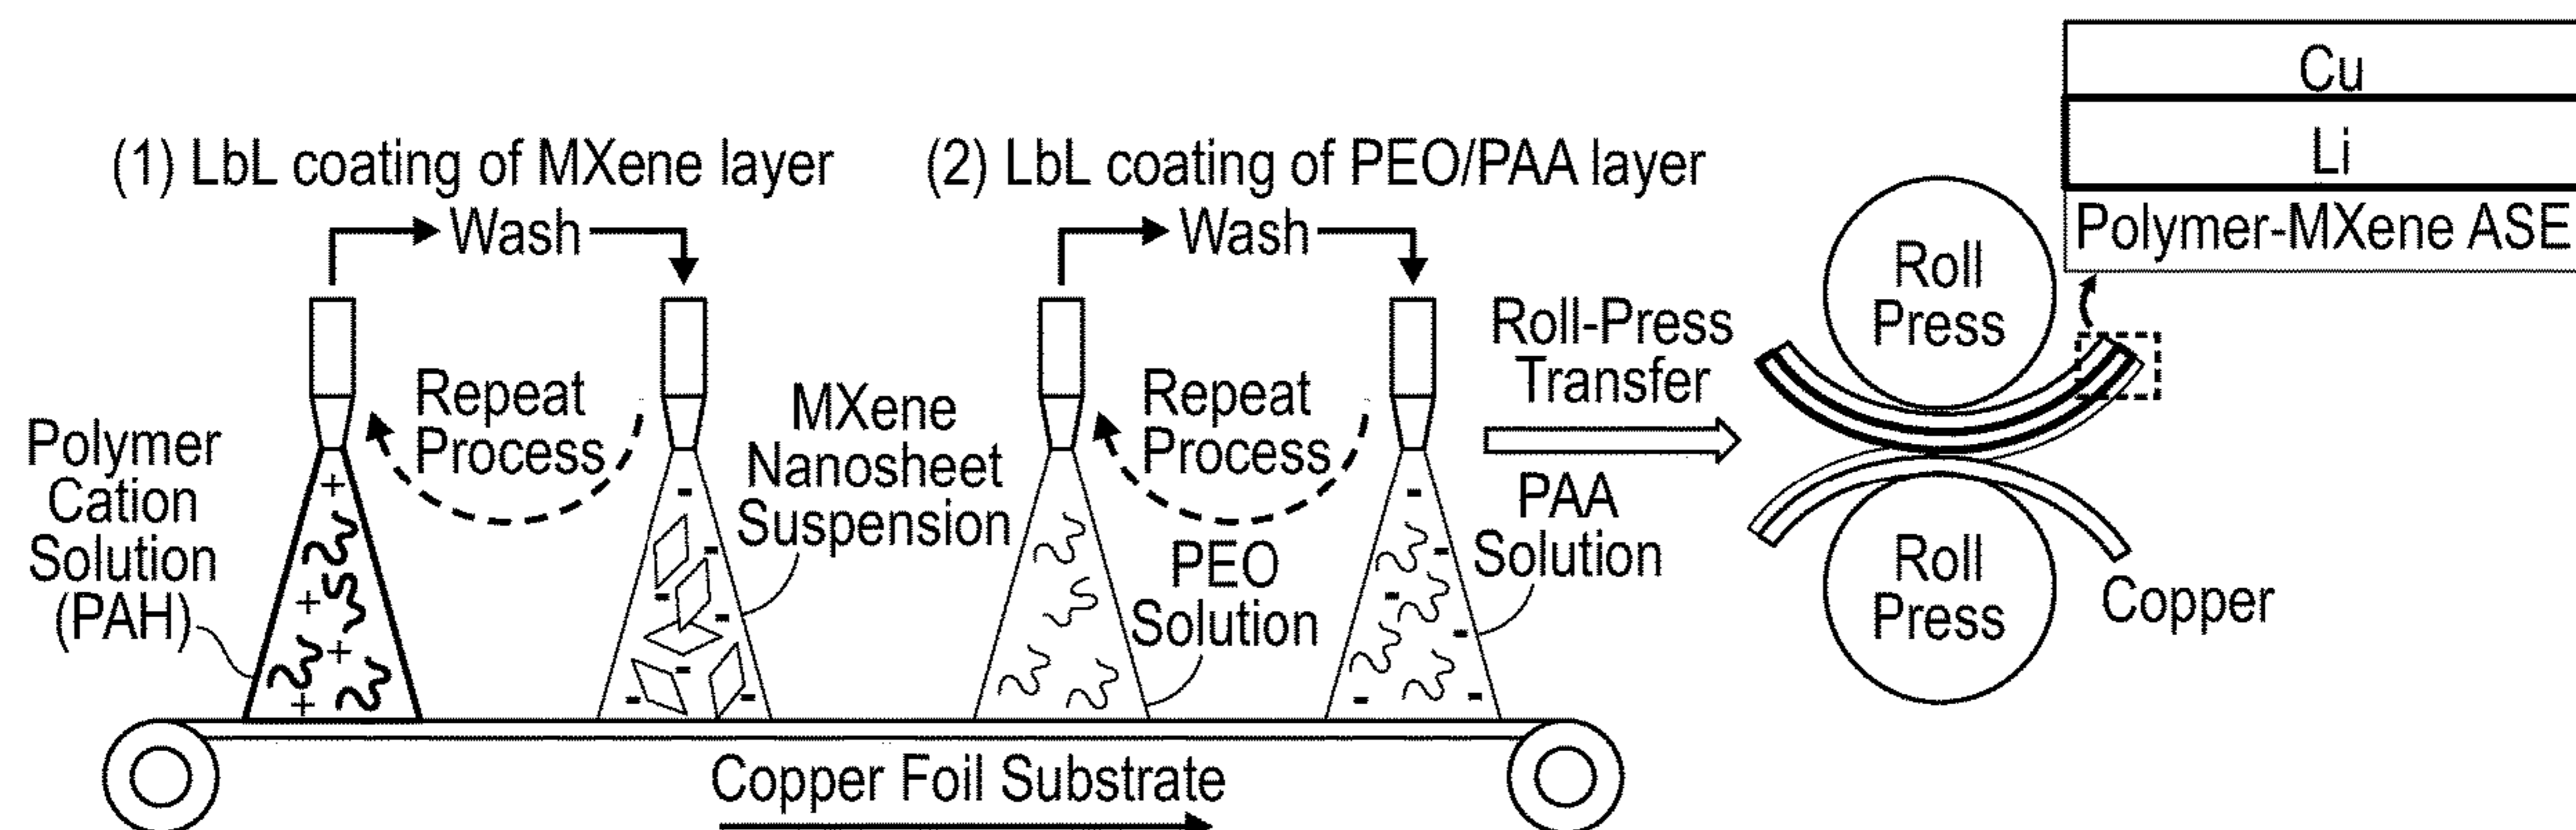 (1) LbL coating of MXene layer
Wash
Repeat
Process
Polymer
Cation
Solution
(PAH)
MXene
Nanosheet
Suspension
(2) LbL coating of PEO/PAA layer
Wash
Repeat
Process
PEO
Solution
PAA
Solution
Copper Foil Substrate
Roll-Press
Transfer
Roll
Press
Roll
Press
Copper
Cu
Li
Polymer-MXene ASE